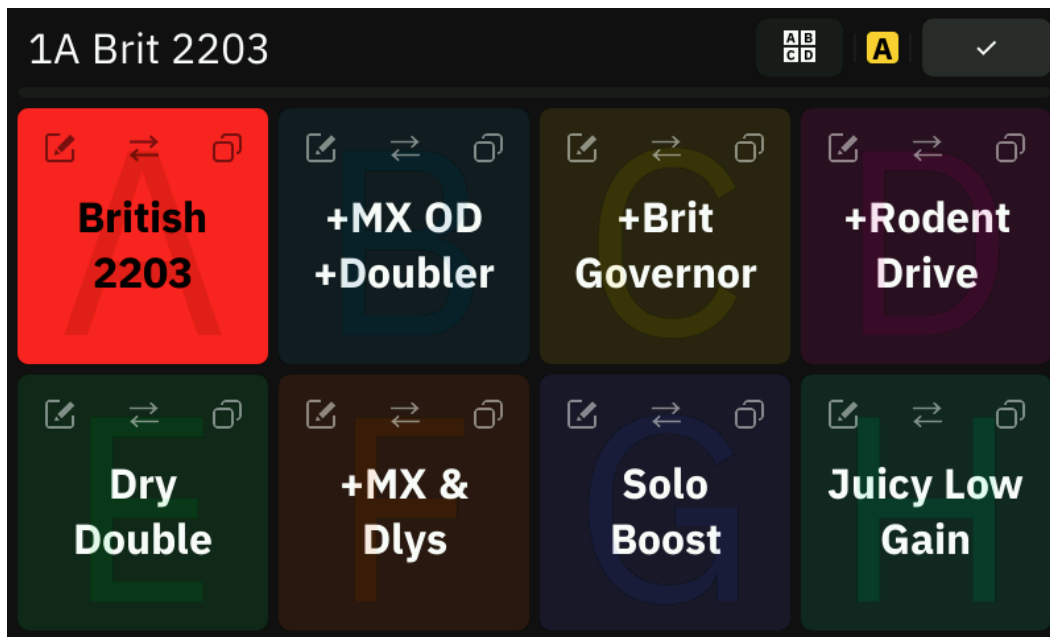 1A Brit 2203
A B
C D
A
A
British
2203
B
+MX OD
+Doubler
C
+Brit
Governor
D
+Rodent
Drive
E
Dry
Double
F
+MX &
Dlys
G
Solo
Boost
H
Juicy Low
Gain